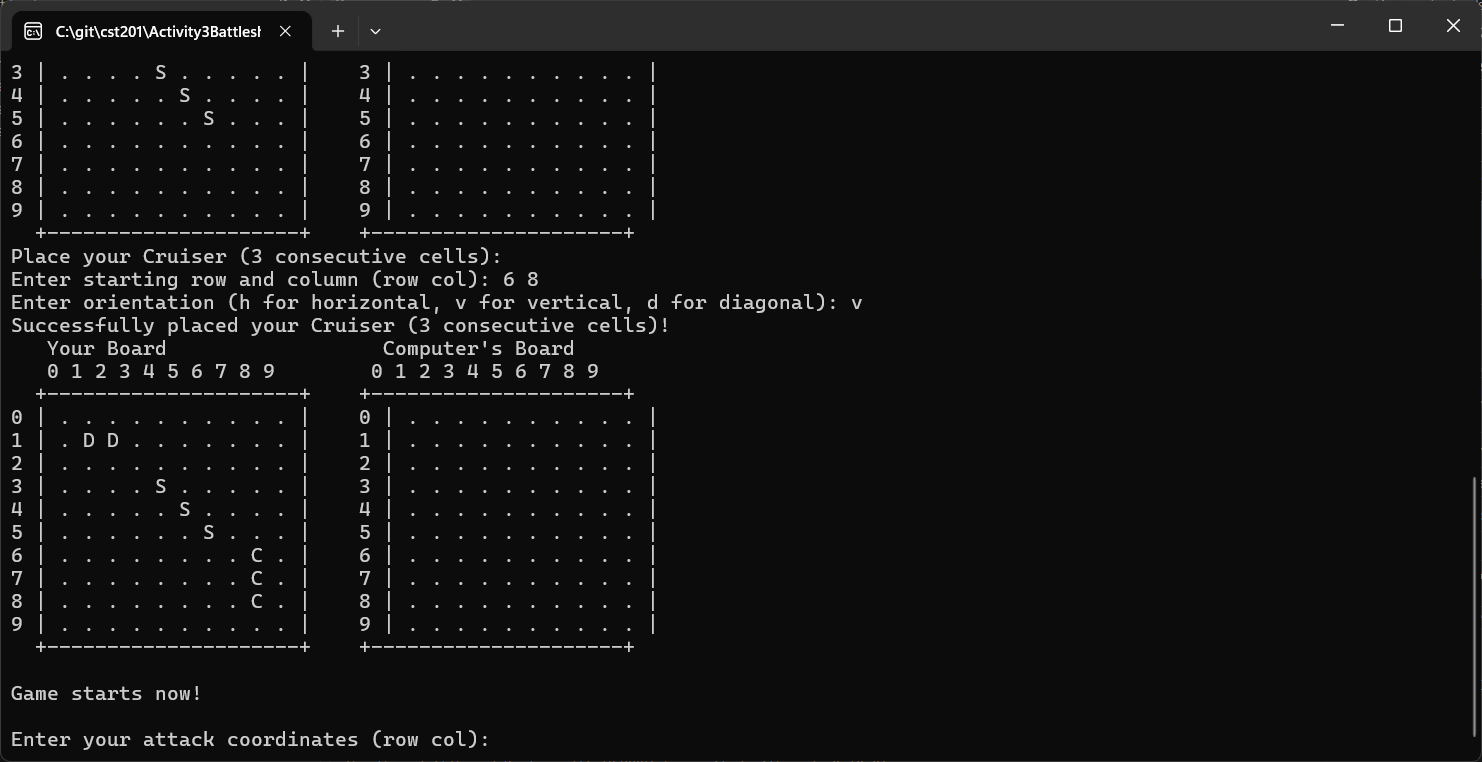 C:\git\cst201\Activity3Battlesh
3 | . . . . S . . . . . |    3 | . . . . . . . . . . |
4 | . . . . . S . . . . |    4 | . . . . . . . . . . |
5 | . . . . . . S . . . |    5 | . . . . . . . . . . |
6 | . . . . . . . . . . |    6 | . . . . . . . . . . |
7 | . . . . . . . . . . |    7 | . . . . . . . . . . |
8 | . . . . . . . . . . |    8 | . . . . . . . . . . |
9 | . . . . . . . . . . |    9 | . . . . . . . . . . |
  +---------------------+    +---------------------+
Place your Cruiser (3 consecutive cells):
Enter starting row and column (row col): 6 8
Enter orientation (h for horizontal, v for vertical, d for diagonal): v
Successfully placed your Cruiser (3 consecutive cells)!
   Your Board                  Computer's Board
   0 1 2 3 4 5 6 7 8 9        0 1 2 3 4 5 6 7 8 9
  +---------------------+    +---------------------+
0 | . . . . . . . . . . |    0 | . . . . . . . . . . |
1 | . D D . . . . . . . |    1 | . . . . . . . . . . |
2 | . . . . . . . . . . |    2 | . . . . . . . . . . |
3 | . . . . S . . . . . |    3 | . . . . . . . . . . |
4 | . . . . . S . . . . |    4 | . . . . . . . . . . |
5 | . . . . . . S . . . |    5 | . . . . . . . . . . |
6 | . . . . . . . . C . |    6 | . . . . . . . . . . |
7 | . . . . . . . . C . |    7 | . . . . . . . . . . |
8 | . . . . . . . . C . |    8 | . . . . . . . . . . |
9 | . . . . . . . . . . |    9 | . . . . . . . . . . |
  +---------------------+    +---------------------+
Game starts now!
Enter your attack coordinates (row col):